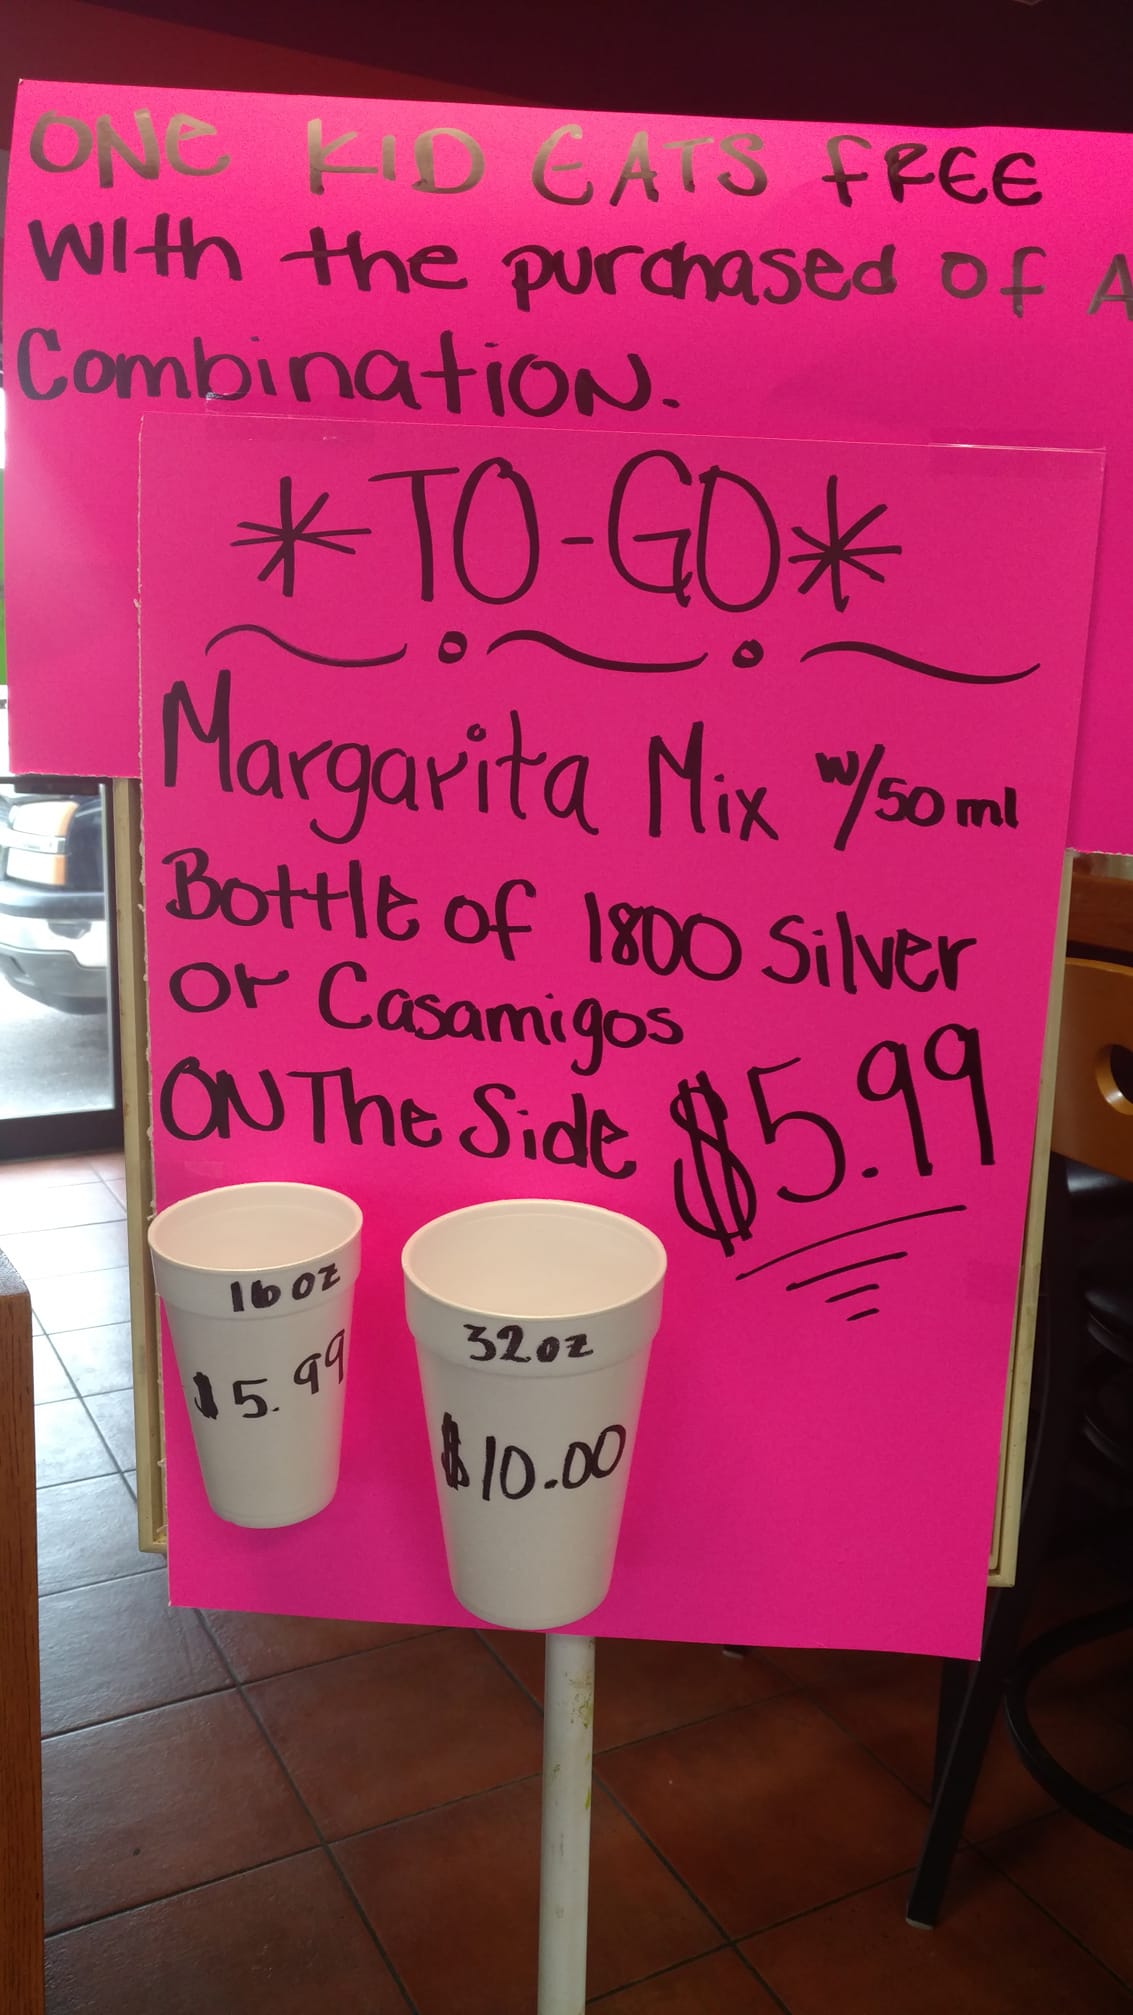 ONE KID EATS FREE
With the purchased of A
Combination.
*TO-GO*
Margarita Mix w/50 ml
Bottle of 1800 Silver
or Casamigos
ON The Side $5.99
16 oz
$5.99
32 oz
$10.00